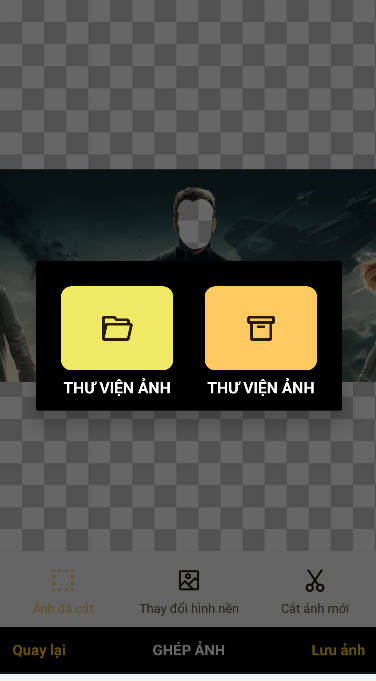 THƯ VIỆN ẢNH
THƯ VIỆN ẢNH
Ảnh đã cắt
Thay đổi hình nền
Cắt ảnh mới
Quay lại
GHÉP ẢNH
Lưu ảnh